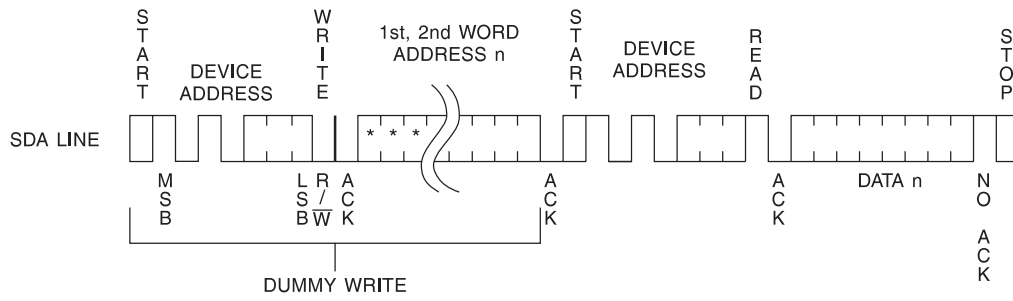 START
WRITE
1st, 2nd WORD
ADDRESS n
START
DEVICE
ADDRESS
READ
STOP
DEVICE
ADDRESS
SDA LINE
* * *
MSB
LSB
R/W
ACK
ACK
ACK
DATA n
NO ACK
DUMMY WRITE